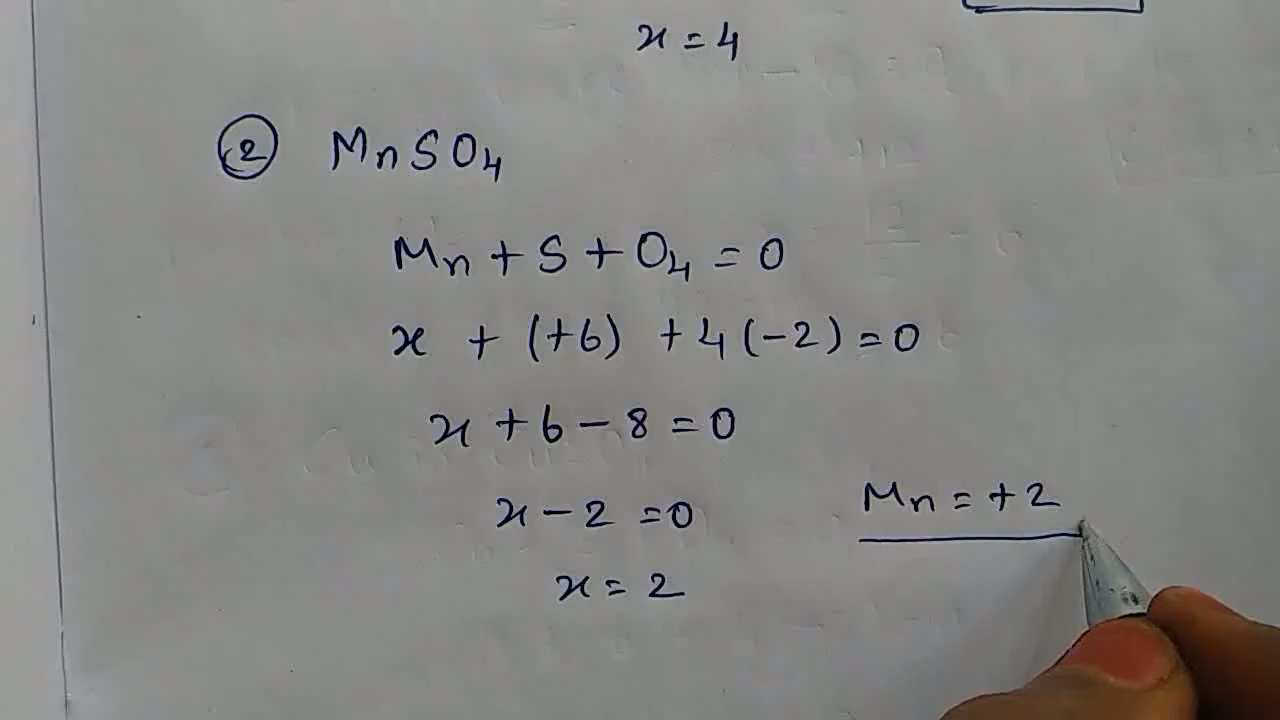 x = 4
② MnSO₄
Mn + S + O₄ = 0
x + (+6) + 4(-2) = 0
x + 6 - 8 = 0
x - 2 = 0
Mn = +2
x = 2